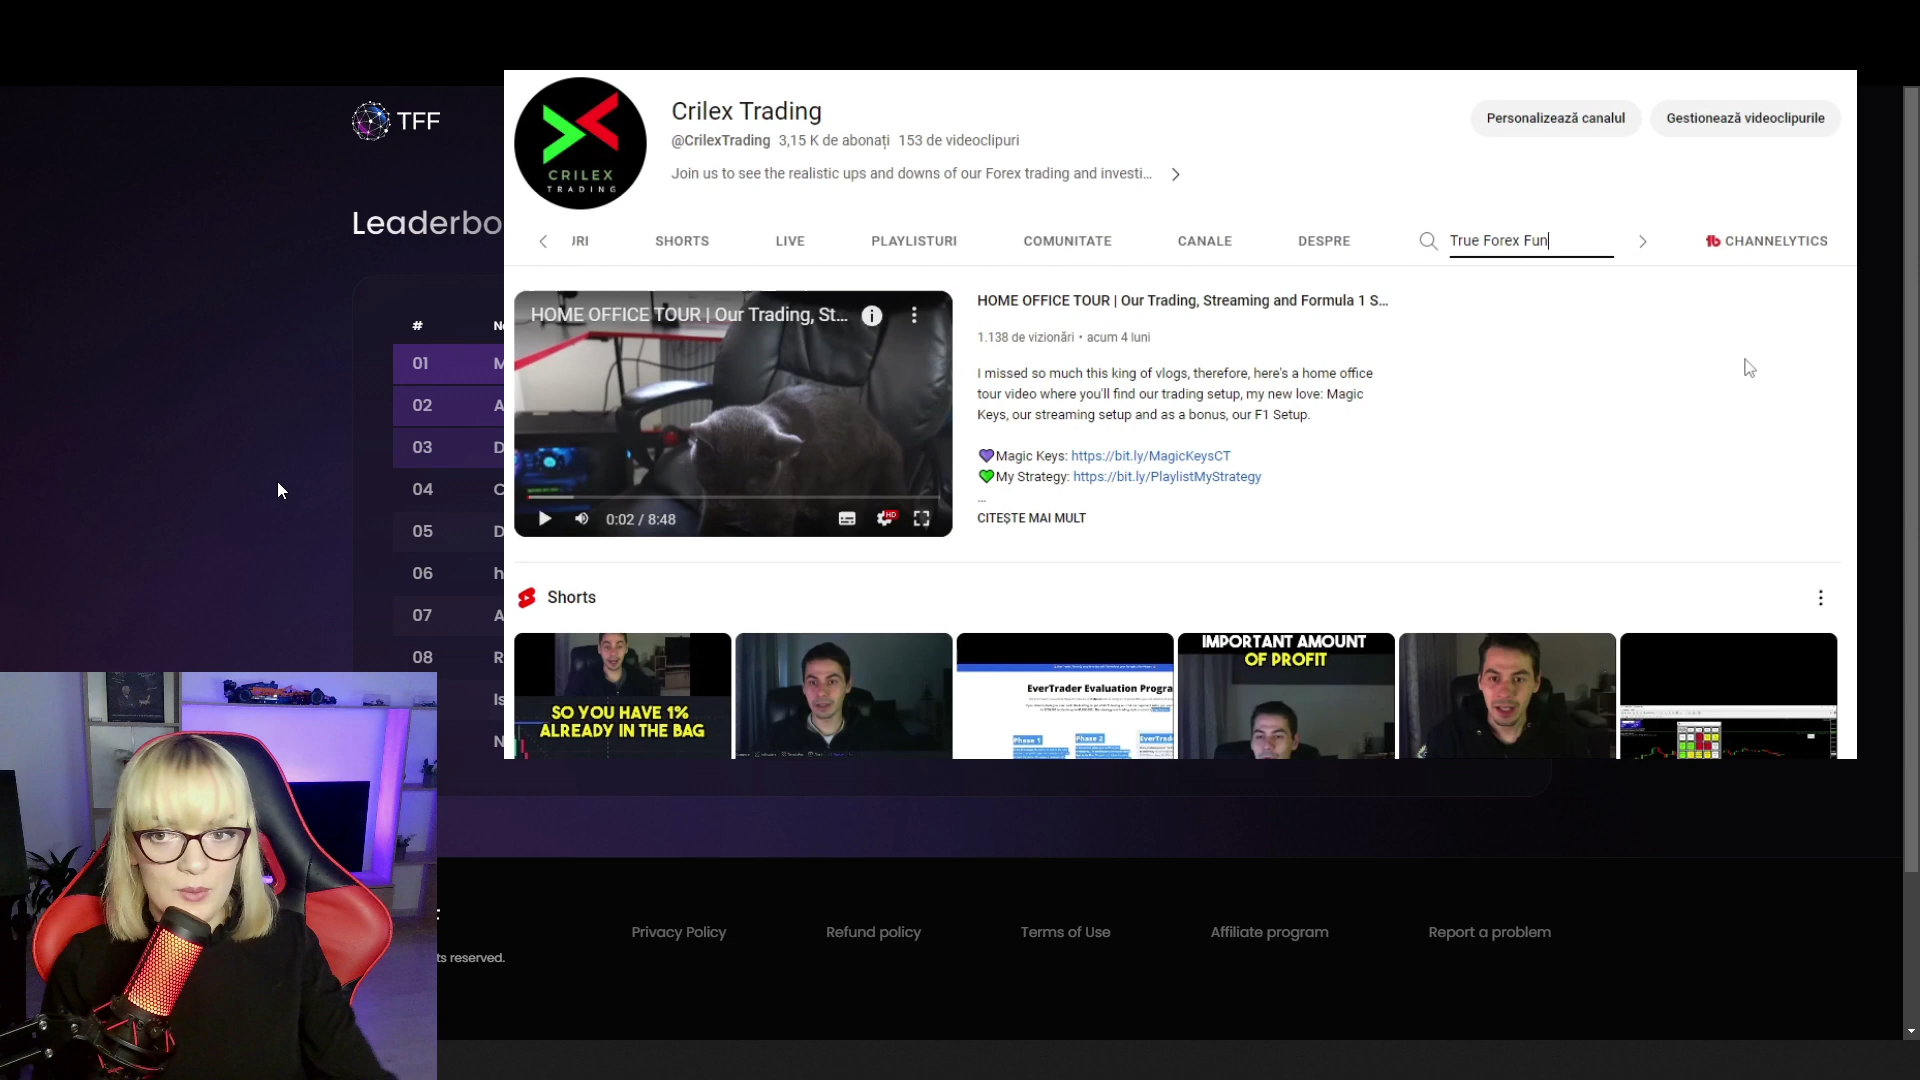 TFF
Leaderbo
#
01
02
03
04
05
06
07
08
CRILEX
TRADING
Crilex Trading
@CrilexTrading 3,15 K de abonați 153 de videoclipuri
Join us to see the realistic ups and downs of our Forex trading and investi...
Personalizează canalul
Gestionează videoclipurile
SHORTS
LIVE
PLAYLISTURI
COMUNITATE
CANALE
DESPRE
True Forex Fun
CHANNELYTICS
HOME OFFICE TOUR | Our Trading, St...
0:02 / 8:48
HD
HOME OFFICE TOUR | Our Trading, Streaming and Formula 1 S...
1.138 de vizionări • acum 4 luni
I missed so much this king of vlogs, therefore, here's a home office
tour video where you'll find our trading setup, my new love: Magic
Keys, our streaming setup and as a bonus, our F1 Setup.
💜Magic Keys: https://bit.ly/MagicKeysCT
💚My Strategy: https://bit.ly/PlaylistMyStrategy
...
CITEȘTE MAI MULT
Shorts
SO YOU HAVE 1%
ALREADY IN THE BAG
EverTrader Evaluation Progra
Phase 1
Phase 2
EverTrad
IMPORTANT AMOUNT
OF PROFIT
Privacy Policy
Refund policy
Terms of Use
Affiliate program
Report a problem
ts reserved.